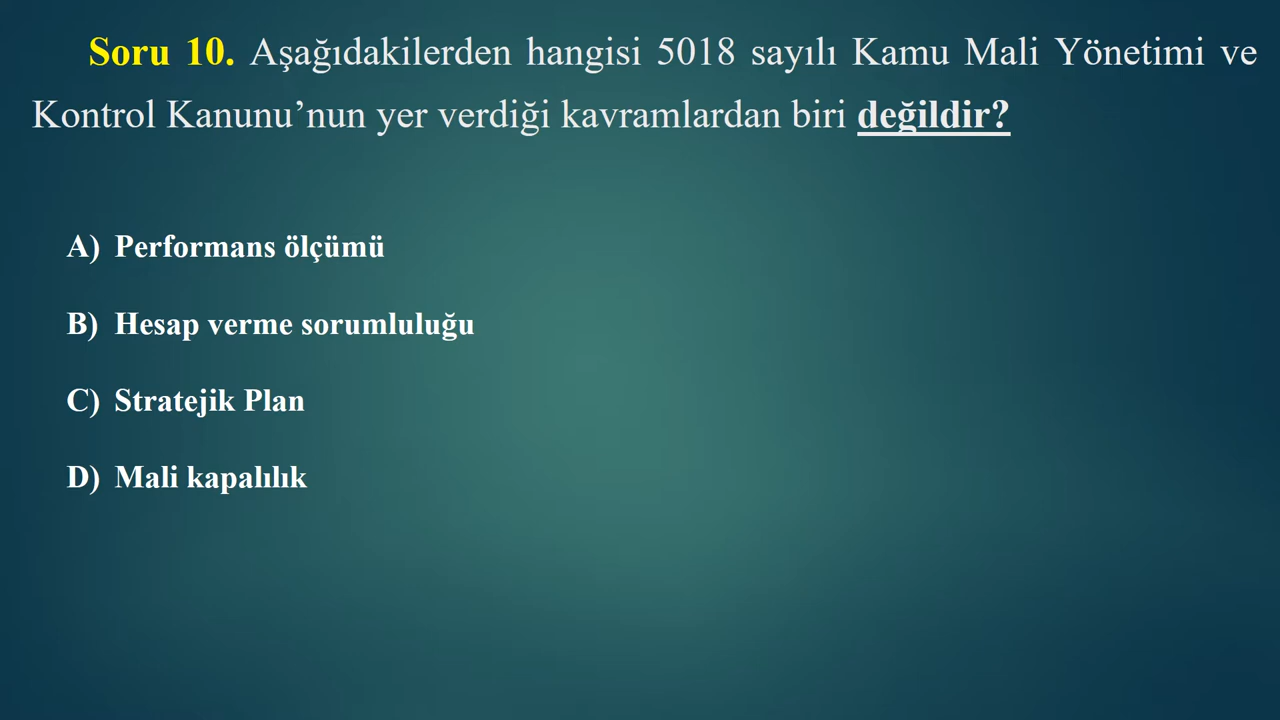 Soru 10. Aşağıdakilerden hangisi 5018 sayılı Kamu Mali Yönetimi ve
Kontrol Kanunu’nun yer verdiği kavramlardan biri değildir?
A) Performans ölçümü
B) Hesap verme sorumluluğu
C) Stratejik Plan
D) Mali kapalılık